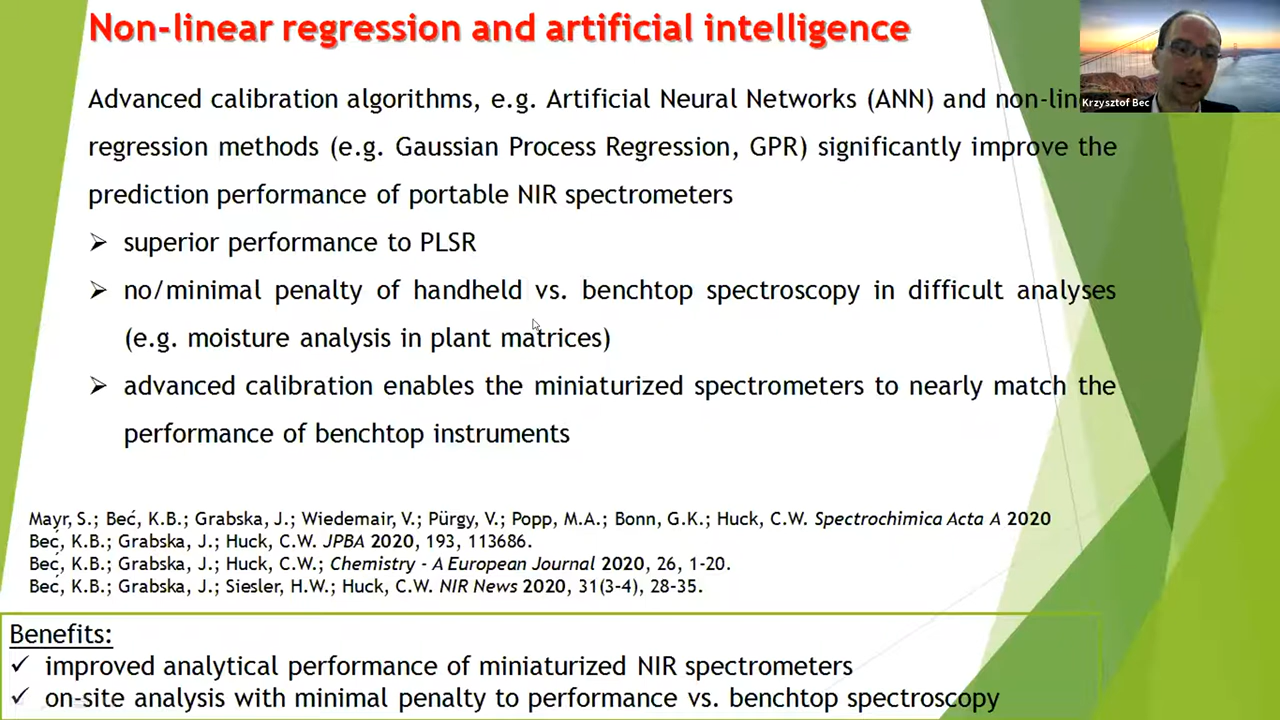 Non-linear regression and artificial intelligence
Krzysztof Bec
Advanced calibration algorithms, e.g. Artificial Neural Networks (ANN) and non-lin
regression methods (e.g. Gaussian Process Regression, GPR) significantly improve the
prediction performance of portable NIR spectrometers
➢ superior performance to PLSR
➢ no/minimal penalty of handheld vs. benchtop spectroscopy in difficult analyses
(e.g. moisture analysis in plant matrices)
➢ advanced calibration enables the miniaturized spectrometers to nearly match the
performance of benchtop instruments
Mayr, S.; Beć, K.B.; Grabska, J.; Wiedemair, V.; Pürgy, V.; Popp, M.A.; Bonn, G.K.; Huck, C.W. Spectrochimica Acta A 2020
Beć, K.B.; Grabska, J.; Huck, C.W. JPBA 2020, 193, 113686.
Beć, K.B.; Grabska, J.; Huck, C.W.; Chemistry - A European Journal 2020, 26, 1-20.
Beć, K.B.; Grabska, J.; Siesler, H.W.; Huck, C.W. NIR News 2020, 31(3-4), 28-35.
Benefits:
✓ improved analytical performance of miniaturized NIR spectrometers
✓ on-site analysis with minimal penalty to performance vs. benchtop spectroscopy